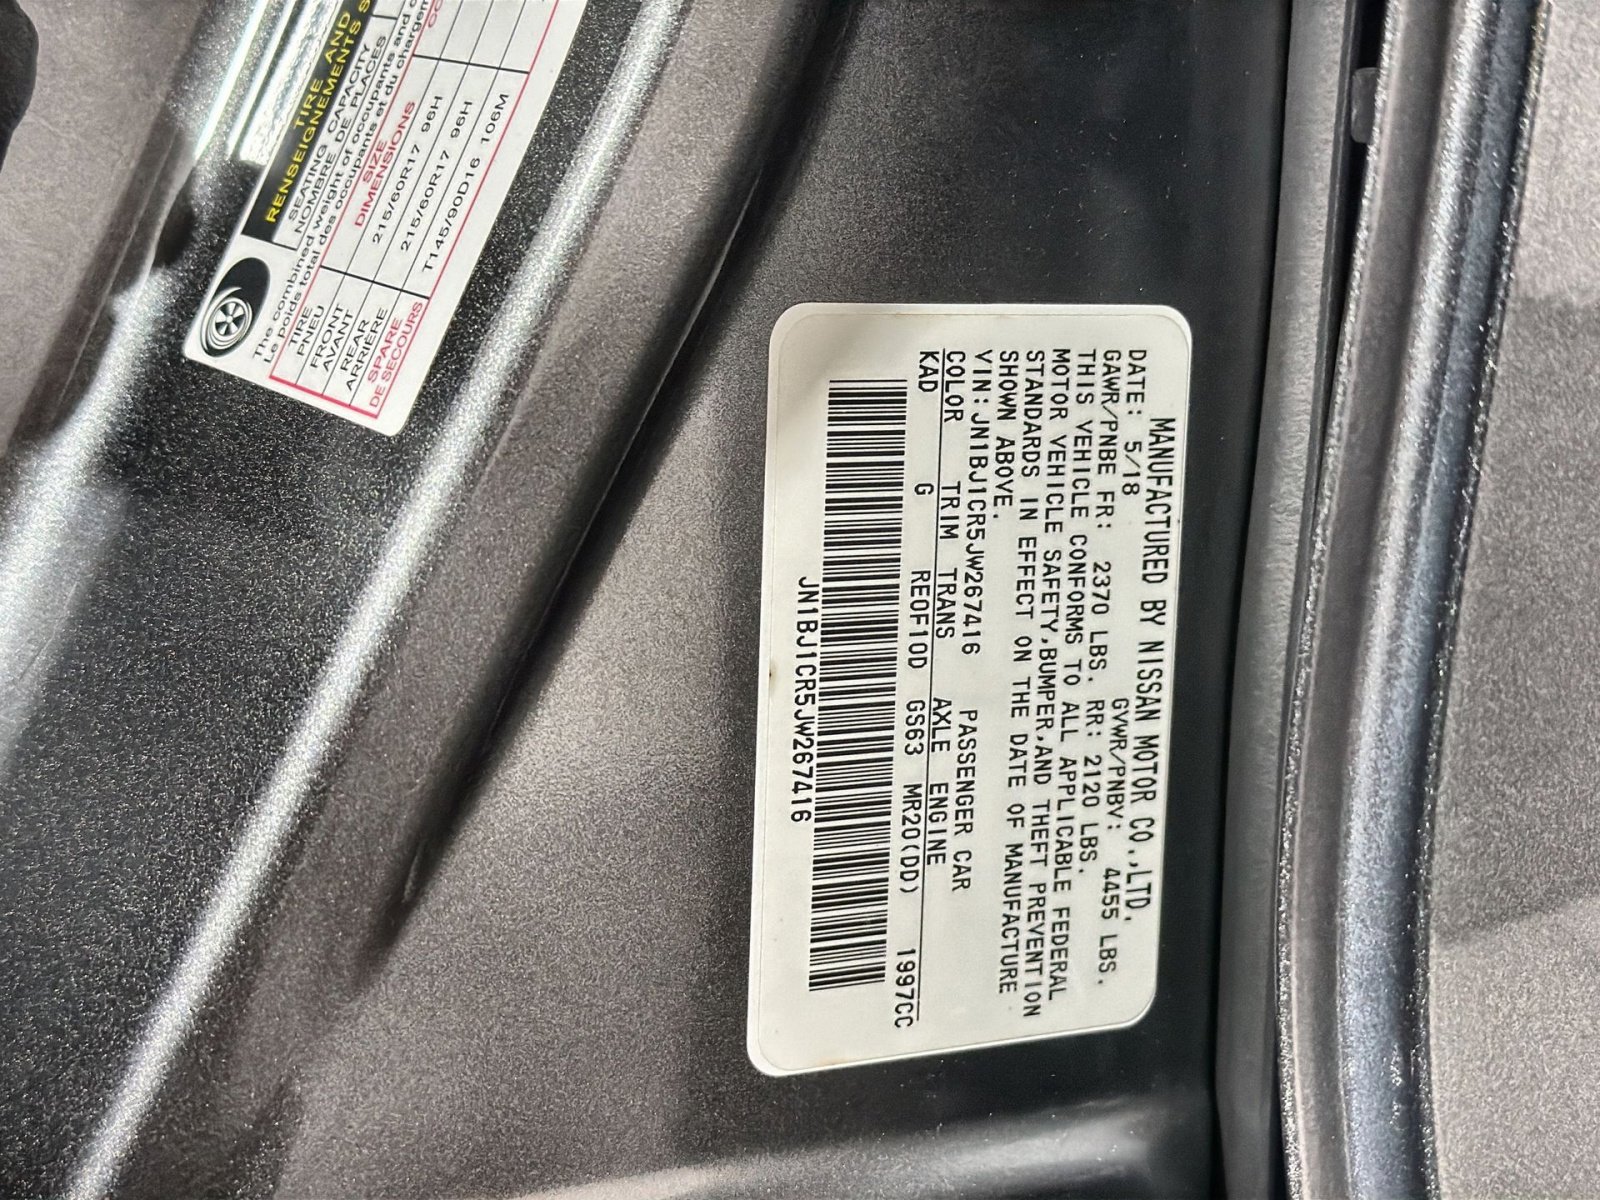 TIRE AND
RENSEIGNEMENTS S
SEATING CAPACITY
NOMBRE DE PLACES
The combined weight of occupants and c
Le poids total des occupants et du chargem
TIRE
PNEU
SIZE
DIMENSIONS
CO
FRONT
AVANT
215/60R17 96H
REAR
ARRIÈRE
215/60R17 96H
SPARE
DE SECOURS
T145/90D16 106M
MANUFACTURED BY NISSAN MOTOR CO.,LTD.
DATE: 5/18 GVWR/PNBV: 4455 LBS.
GAWR/PNBE FR: 2370 LBS. RR: 2120 LBS.
THIS VEHICLE CONFORMS TO ALL APPLICABLE FEDERAL
MOTOR VEHICLE SAFETY,BUMPER,AND THEFT PREVENTION
STANDARDS IN EFFECT ON THE DATE OF MANUFACTURE
SHOWN ABOVE.
VIN:JN1BJ1CR5JW267416 PASSENGER CAR
COLOR TRIM TRANS AXLE ENGINE
KAD G RE0F10D GS63 MR20(DD) 1997CC
JN1BJ1CR5JW267416